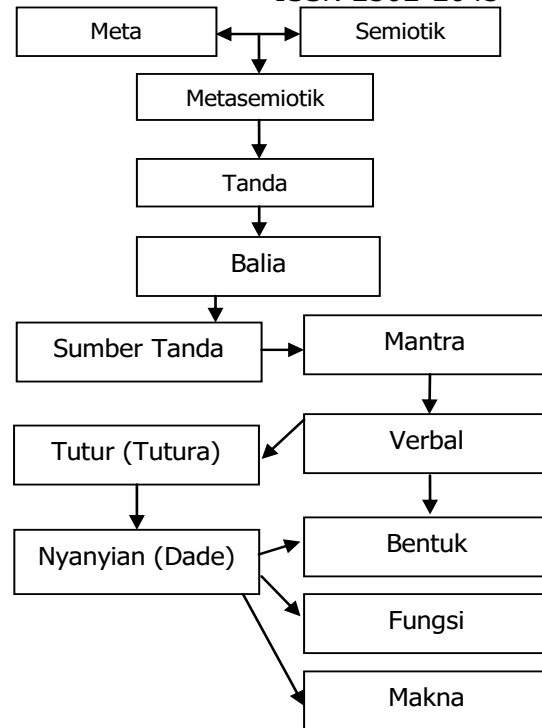 Meta
Semiotik
Metasemiotik
Tanda
Balia
Sumber Tanda
Mantra
Tutur (Tutura)
Verbal
Nyanyian (Dade)
Bentuk
Fungsi
Makna